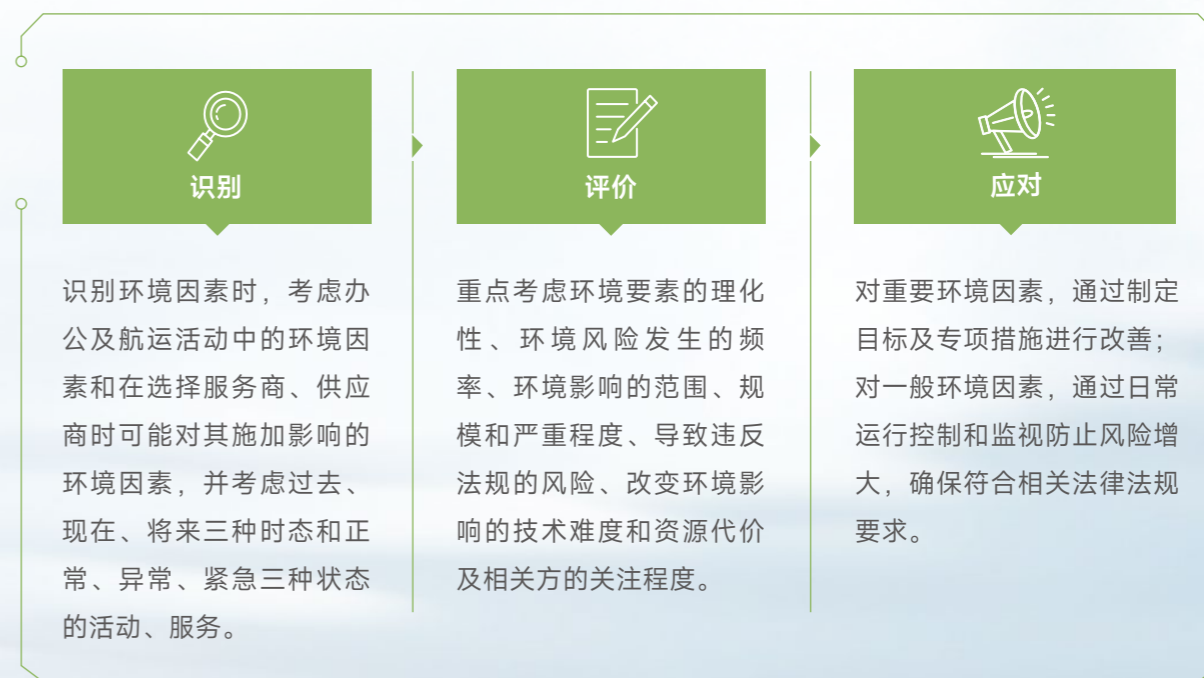 识别
识别环境因素时，考虑办
公及航运活动中的环境因
素和在选择服务商、供应
商时可能对其施加影响的
环境因素，并考虑过去、
现在、将来三种时态和正
常、异常、紧急三种状态
的活动、服务。
评价
重点考虑环境要素的理化
性、环境风险发生的频
率、环境影响的范围、规
模和严重程度、导致违反
法规的风险、改变环境影
响的技术难度和资源代价
及相关方的关注程度。
应对
对重要环境因素，通过制定
目标及专项措施进行改善；
对一般环境因素，通过日常
运行控制和监视防止风险增
大，确保符合相关法律法规
要求。